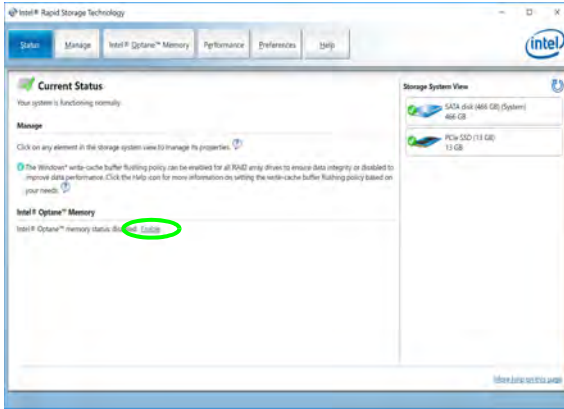 Intel® Rapid Storage Technology
Status
Manage
Intel® Optane™ Memory
Performance
Preferences
Help
intel
Current Status
Your system is functioning normally.
Manage
Click on any element in the storage system view to manage its properties.
The Windows* write-cache buffer flushing policy can be enabled for all RAID array drives to ensure data integrity or disabled to
improve data performance. Click the Help icon for more information on setting the write-cache buffer flushing policy based on
your needs.
Intel® Optane™ Memory
Intel® Optane™ memory status: disabled. Enable
Storage System View
SATA disk (466 GB) (System)
466 GB
PCIe SSD (13 GB)
13 GB
More help on this page